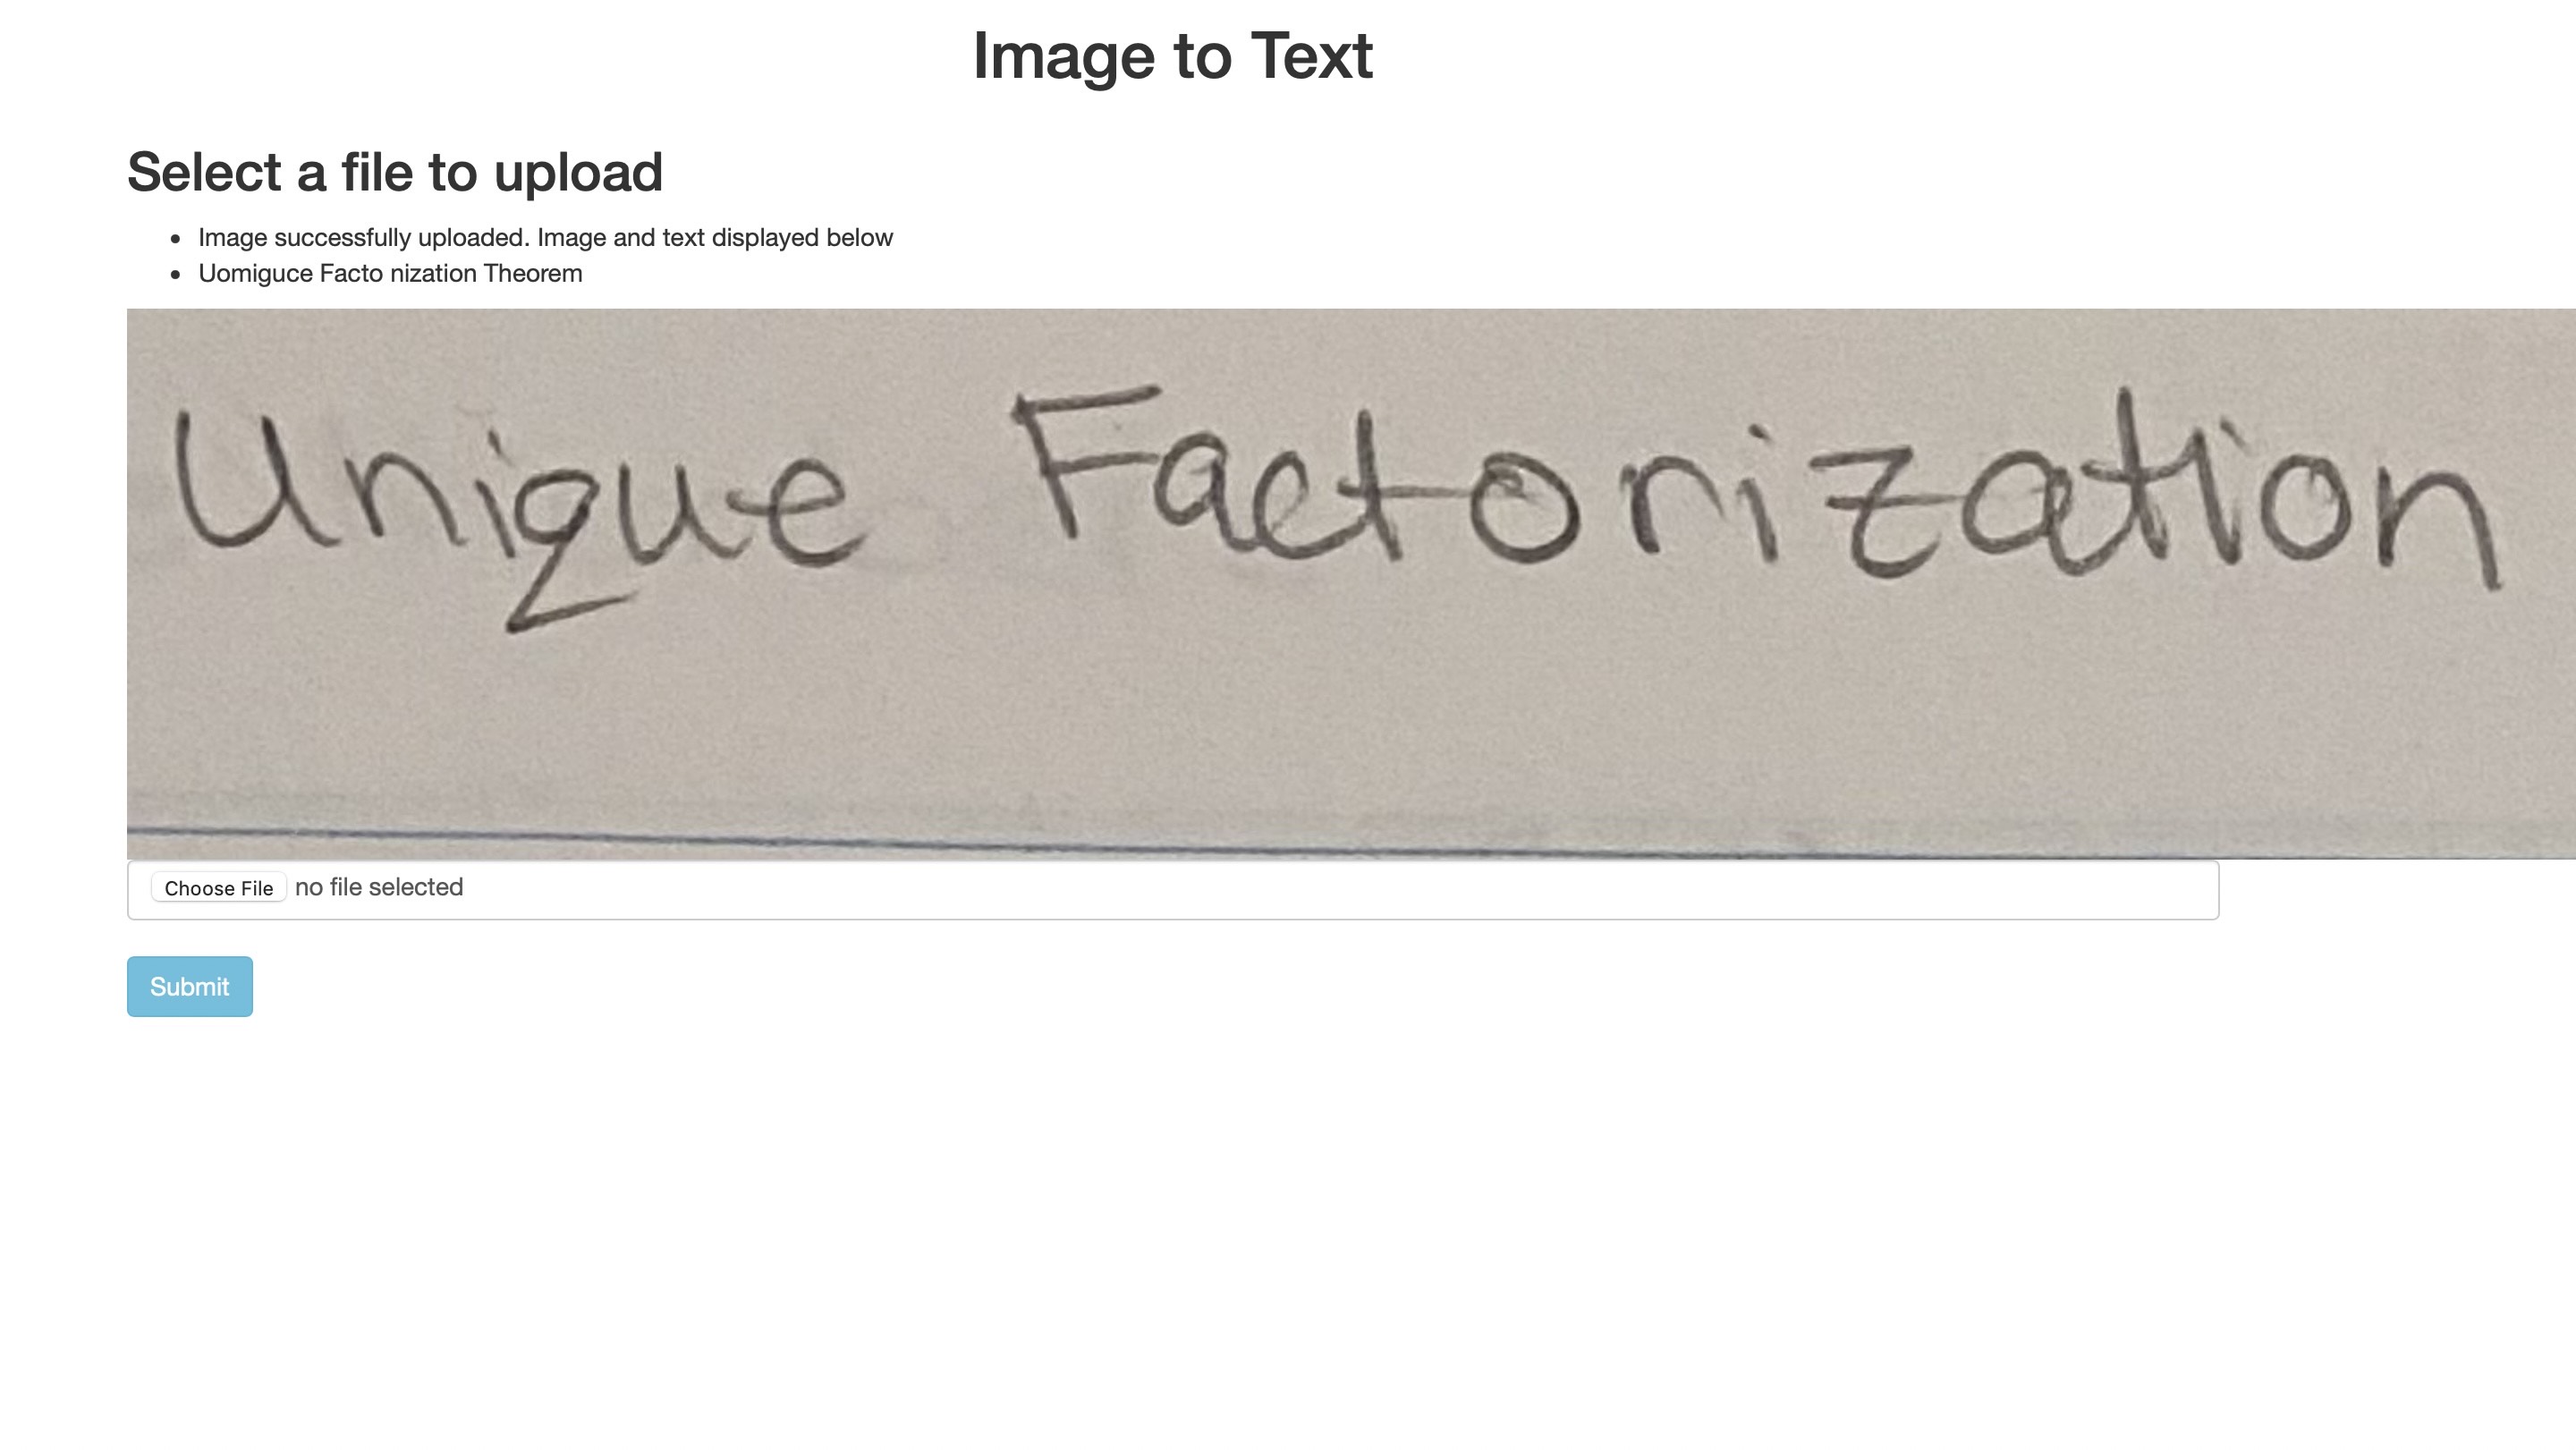 Image to Text
Select a file to upload
Image successfully uploaded. Image and text displayed below
Uomiguce Facto nization Theorem
Unique Factorization
Choose File no file selected
Submit